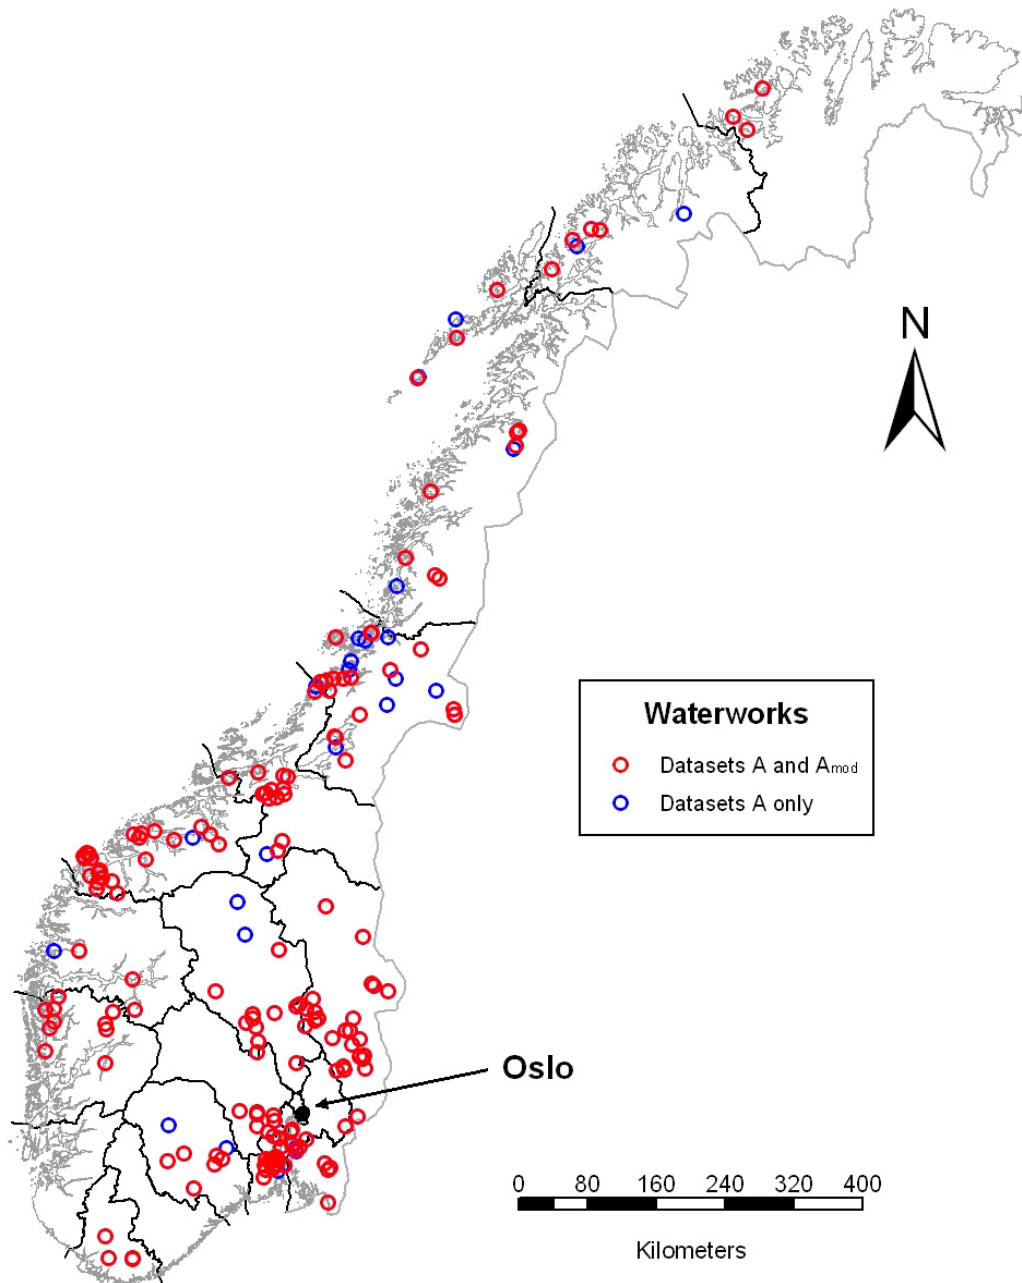 N
Waterworks
Datasets A and Amod
Datasets A only
Oslo
0 80 160 240 320 400
Kilometers